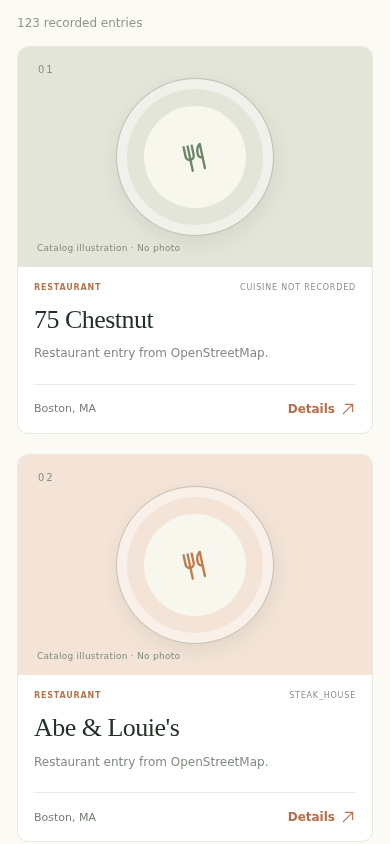 123 recorded entries
01
Catalog illustration · No photo
RESTAURANT
CUISINE NOT RECORDED
75 Chestnut
Restaurant entry from OpenStreetMap.
Boston, MA
Details
02
Catalog illustration · No photo
RESTAURANT
STEAK_HOUSE
Abe & Louie's
Restaurant entry from OpenStreetMap.
Boston, MA
Details